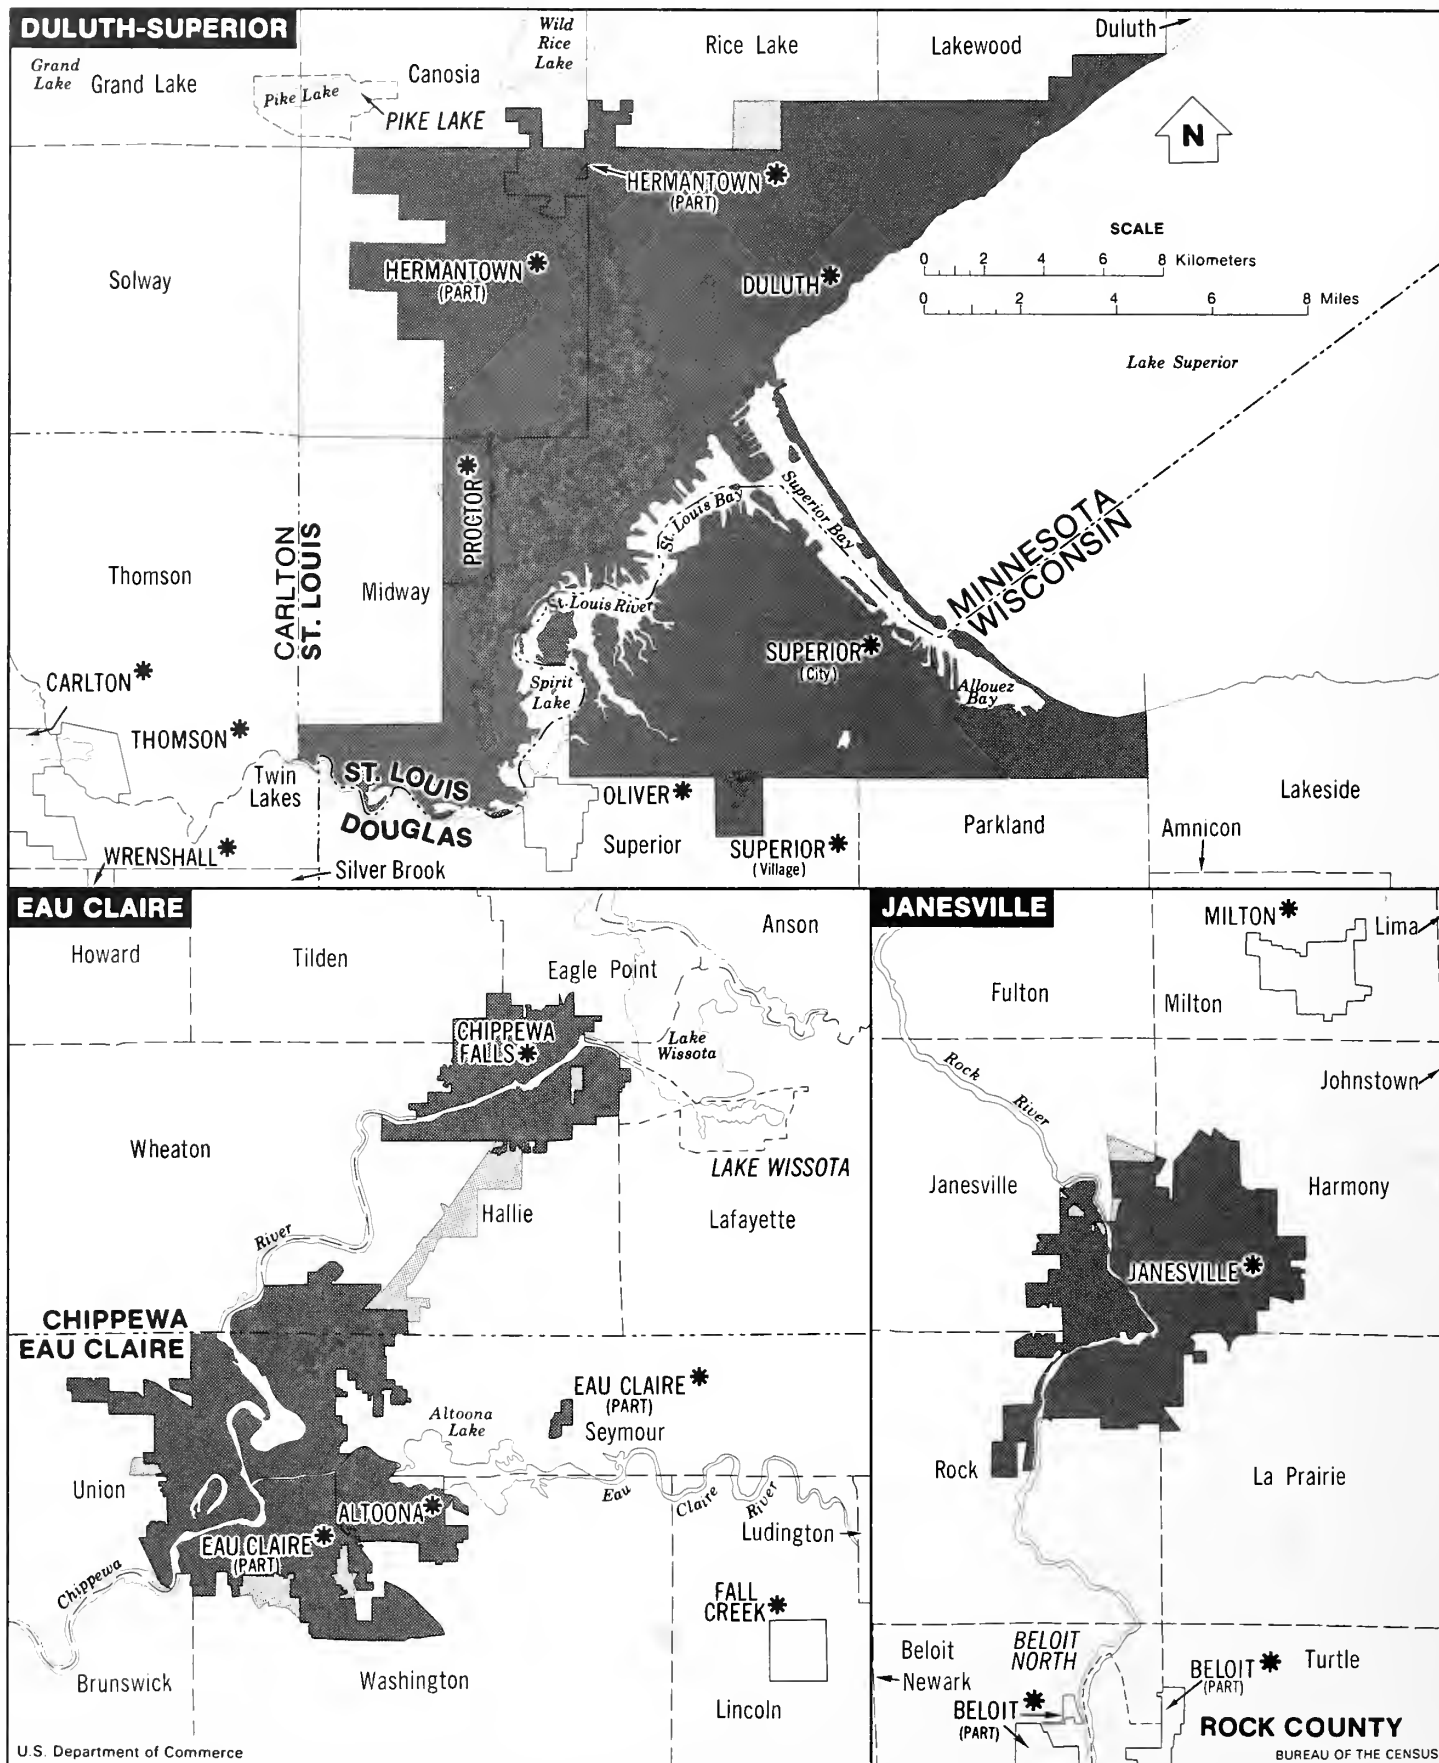 DULUTH-SUPERIOR
Grand
Lake
Grand Lake
Pike Lake
PIKE LAKE
Canosia
Wild
Rice
Lake
Rice Lake
Lakewood
Duluth
N
HERMANTOWN*
(PART)
SCALE
0 2 4 6 8 Kilometers
0 2 4 6 8 Miles
Solway
HERMANTOWN*
(PART)
DULUTH*
Lake Superior
PROCTOR*
St. Louis Bay
Superior Bay
MINNESOTA
WISCONSIN
CARLTON
ST. LOUIS
Thomson
Midway
St. Louis River
SUPERIOR*
(City)
Spirit
Lake
Allouez
Bay
CARLTON*
THOMSON*
Twin
Lakes
ST. LOUIS
DOUGLAS
OLIVER*
Superior
SUPERIOR*
(Village)
Parkland
Lakeside
Amnicon
WRENSHALL*
Silver Brook
EAU CLAIRE
Howard
Tilden
Eagle Point
Anson
CHIPPEWA
FALLS*
Lake
Wissota
Wheaton
LAKE WISSOTA
Hallie
Lafayette
River
CHIPPEWA
EAU CLAIRE
EAU CLAIRE*
(PART)
Seymour
Altoona
Lake
Union
ALTOONA*
Eau
Claire
River
Ludington
EAU CLAIRE*
(PART)
Chippewa
FALL
CREEK*
Brunswick
Washington
Lincoln
U.S. Department of Commerce
JANESVILLE
MILTON*
Lima
Fulton
Milton
Rock
River
Johnstown
Janesville
Harmony
JANESVILLE*
Rock
La Prairie
Beloit
Newark
BELOIT
NORTH
BELOIT*
(PART)
Turtle
BELOIT*
(PART)
ROCK COUNTY
BUREAU OF THE CENSUS